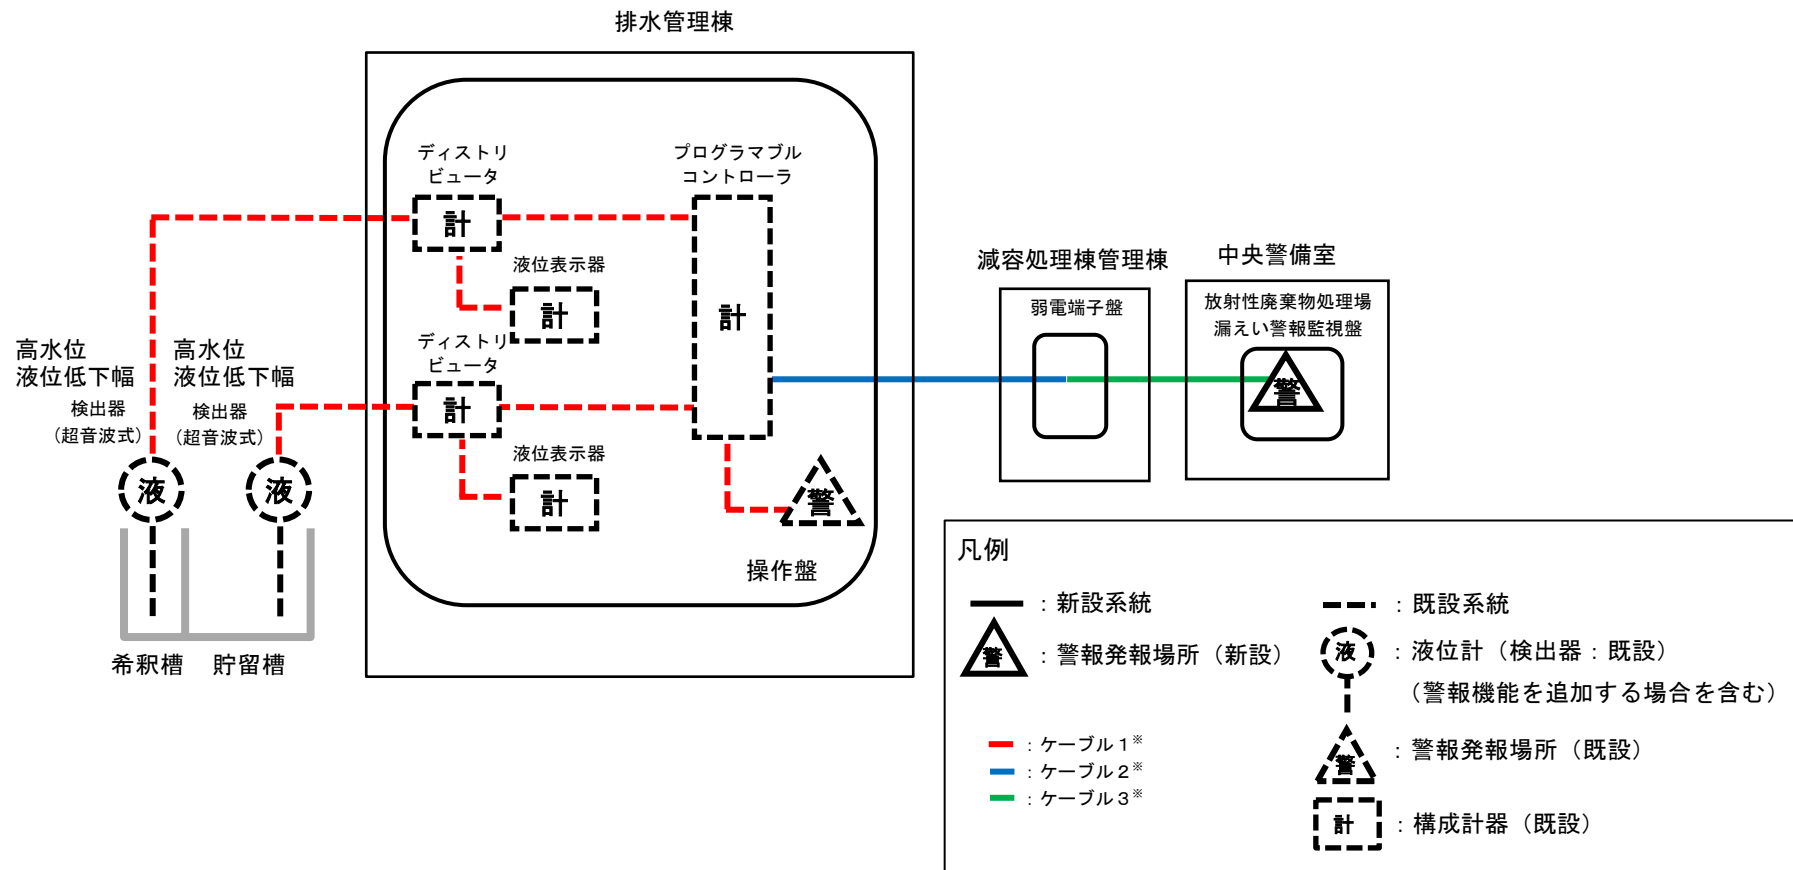 排水管理棟
ディストリ
ビュータ
計
プログラマブル
コントローラ
計
液位表示器
計
ディストリ
ビュータ
計
液位表示器
計
警
操作盤
高水位
液位低下幅
検出器
(超音波式)
液
高水位
液位低下幅
検出器
(超音波式)
液
希釈槽
貯留槽
減容処理棟管理棟
弱電端子盤
中央警備室
放射性廃棄物処理場
漏えい警報監視盤
警
凡例
:新設系統
警:警報発報場所(新設)
:ケーブル1※
:ケーブル2※
:ケーブル3※
:既設系統
液:液位計(検出器:既設)
(警報機能を追加する場合を含む)
警:警報発報場所(既設)
計:構成計器(既設)